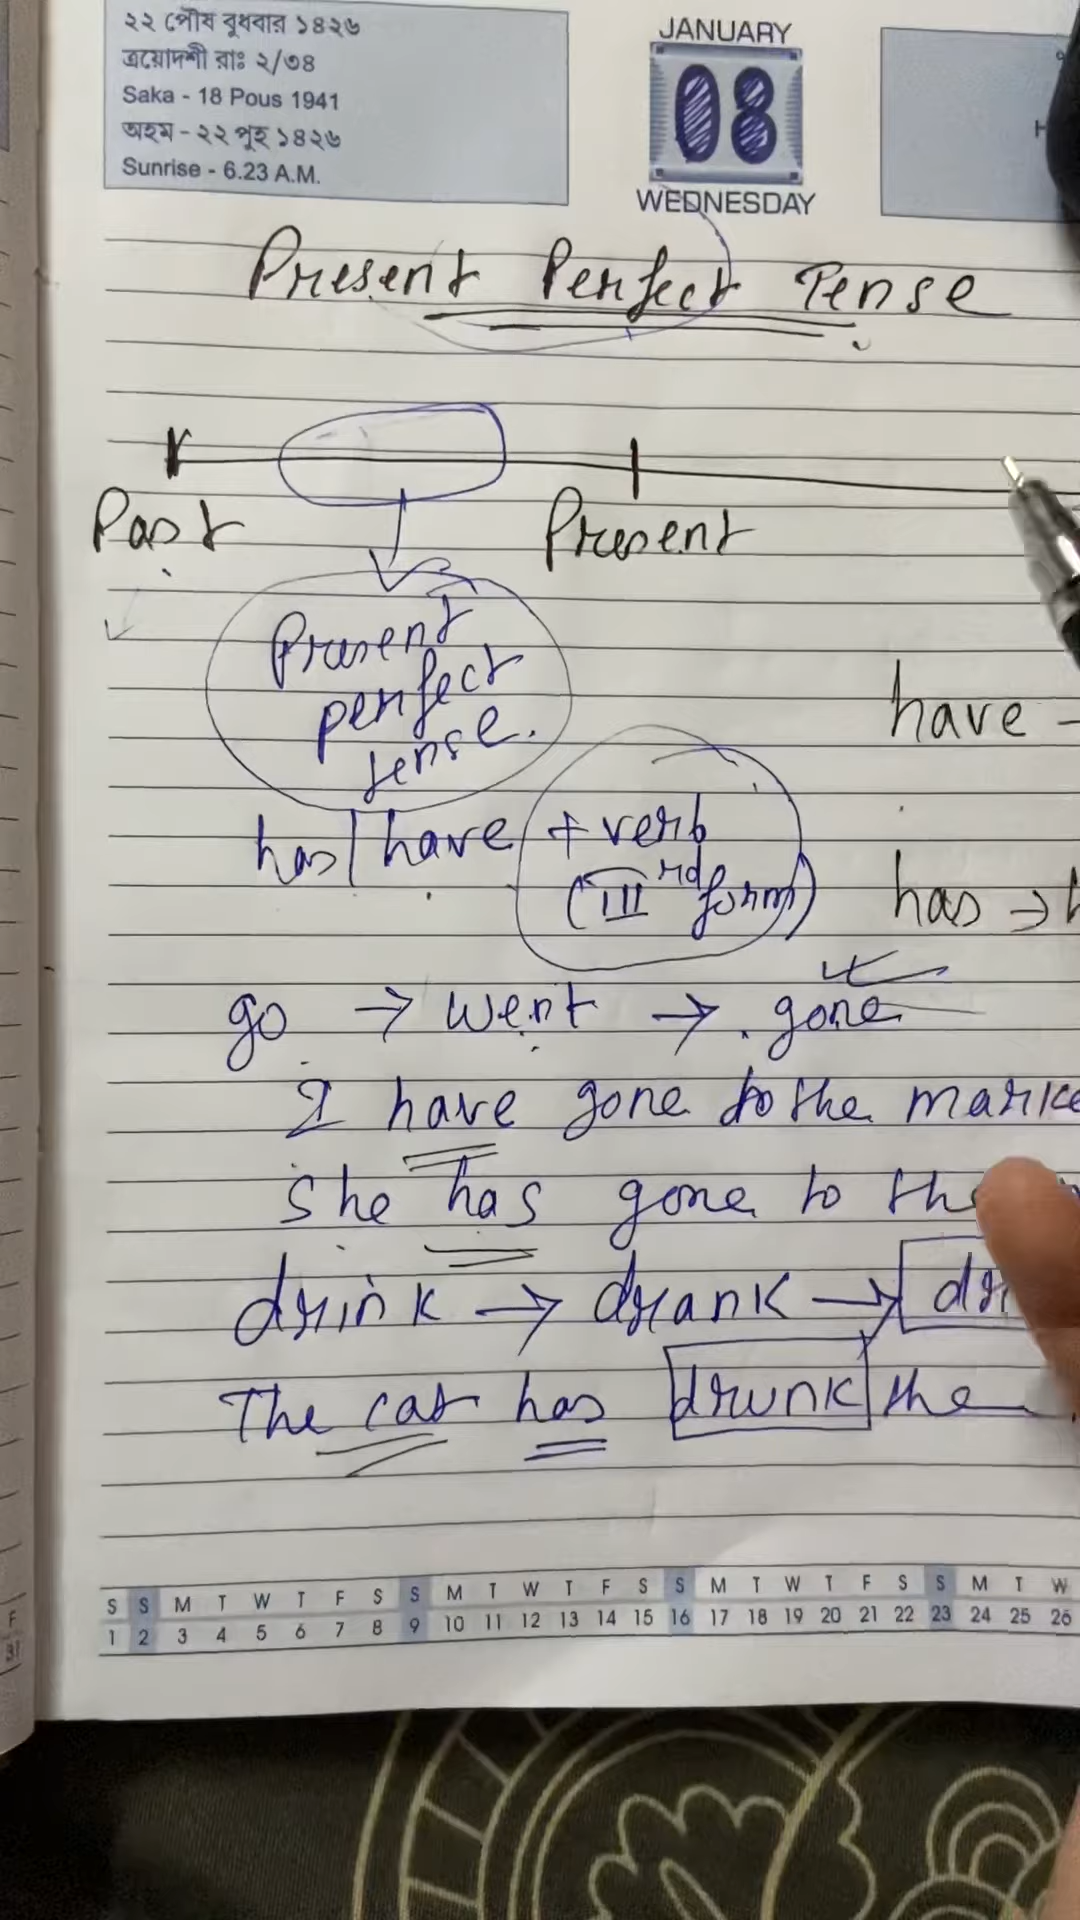 ২২ পৌষ বুধবার ১৪২৬
ত্রয়োদশী রাঃ ২/৩৪
Saka - 18 Pous 1941
অহম - ২২ পূহ ১৪২৬
Sunrise - 6.23 A.M.
JANUARY
08
WEDNESDAY
H
Present Perfect Tense
Past Present
Present
perfect
tense.
have -
has/have + verb
(III rd form)
has →
go → went → gone
I have gone to the marke
She has gone to the
drink → drank → dr
The cat has drunk the
S S M T W T F S S M T W T F S S M T W T F S S M T W
1 2 3 4 5 6 7 8 9 10 11 12 13 14 15 16 17 18 19 20 21 22 23 24 25 26
F
31